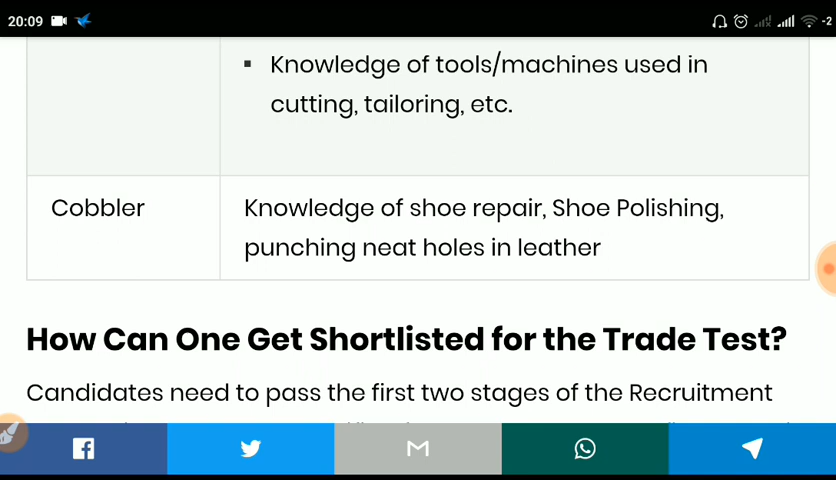 20:09
-2
▪ Knowledge of tools/machines used in
cutting, tailoring, etc.
Cobbler
Knowledge of shoe repair, Shoe Polishing,
punching neat holes in leather
How Can One Get Shortlisted for the Trade Test?
Candidates need to pass the first two stages of the Recruitment